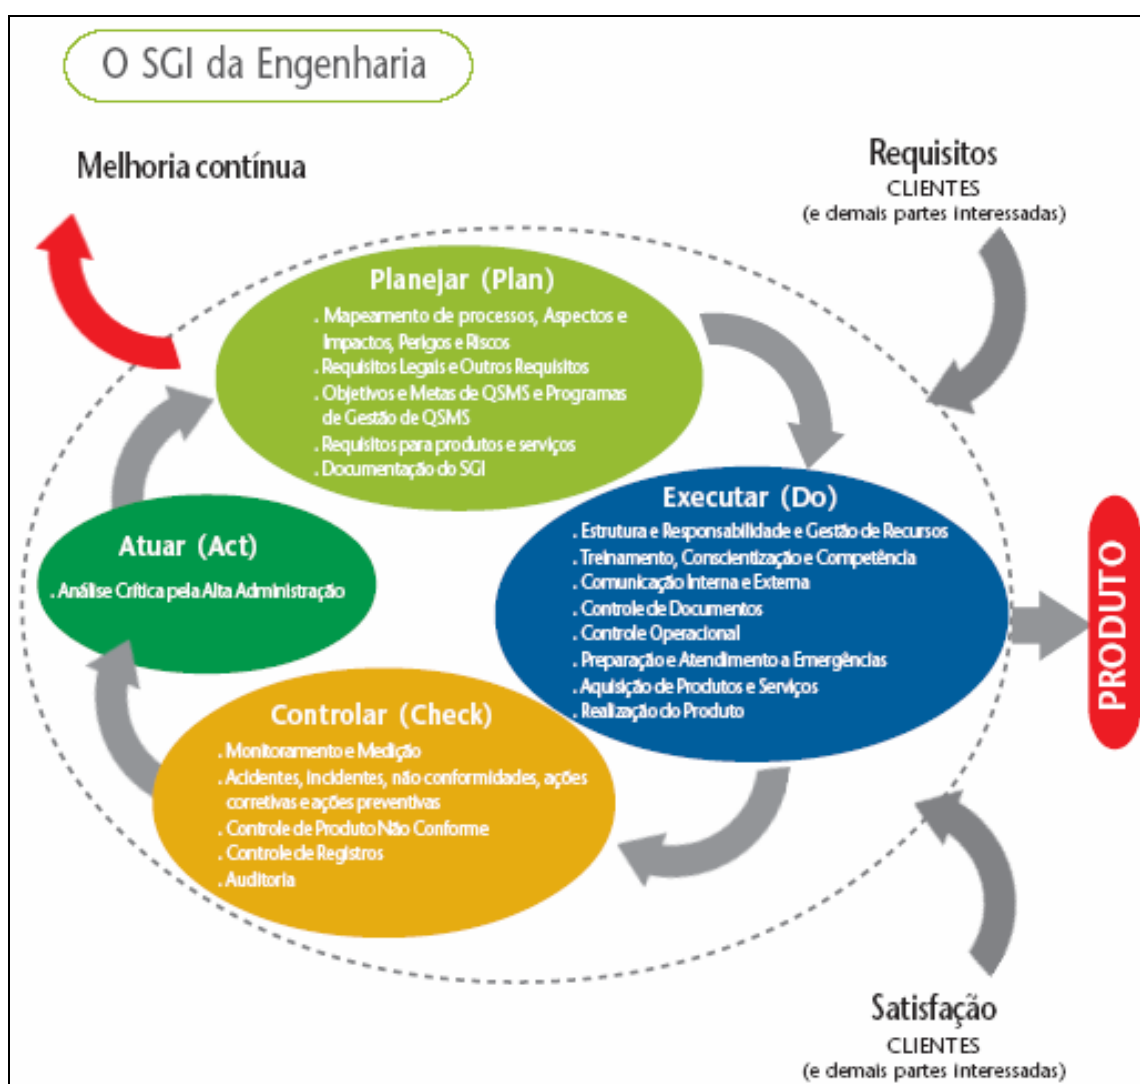 O SGI da Engenharia
Melhoria contínua
Requisitos
CLIENTES
(e demais partes interessadas)
Planejar (Plan)
. Mapeamento de processos, Aspectos e
Impactos, Perigos e Riscos
. Requisitos Legais e Outros Requisitos
. Objetivos e Metas de QSMS e Programas
de Gestão de QSMS
. Requisitos para produtos e serviços
. Documentação do SGI
Executar (Do)
. Estrutura e Responsabilidade e Gestão de Recursos
. Treinamento, Conscientização e Competência
. Comunicação Interna e Externa
. Controle de Documentos
. Controle Operacional
. Preparação e Atendimento a Emergências
. Aquisição de Produtos e Serviços
. Realização do Produto
PRODUTO
Atuar (Act)
. Análise Crítica pela Alta Administração
Controlar (Check)
. Monitoramento e Medição
. Acidentes, incidentes, não conformidades, ações
corretivas e ações preventivas
. Controle de Produto Não Conforme
. Controle de Registros
. Auditoria
Satisfação
CLIENTES
(e demais partes interessadas)